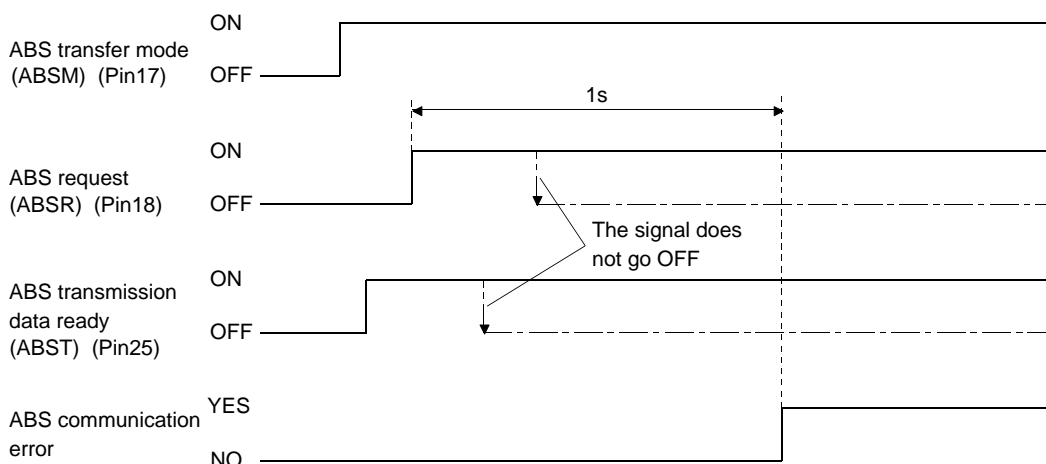 ON
ABS transfer mode
(ABSM) (Pin17)
OFF
1s
ON
ABS request
(ABSR) (Pin18)
OFF
The signal does
not go OFF
ON
ABS transmission
data ready
(ABST) (Pin25)
OFF
YES
ABS communication
error
NO